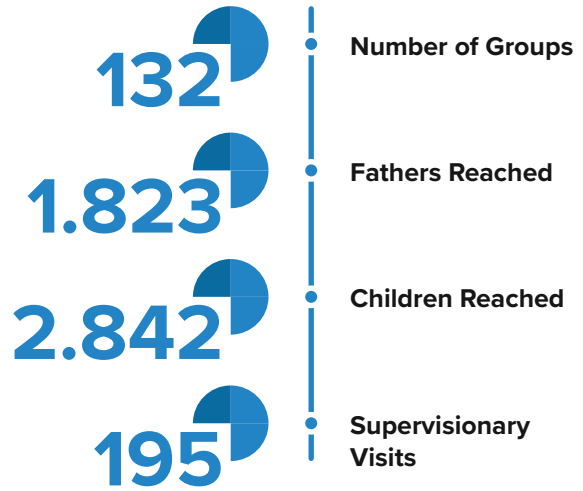 132
Number of Groups
1.823
Fathers Reached
2.842
Children Reached
195
Supervisionary
Visits